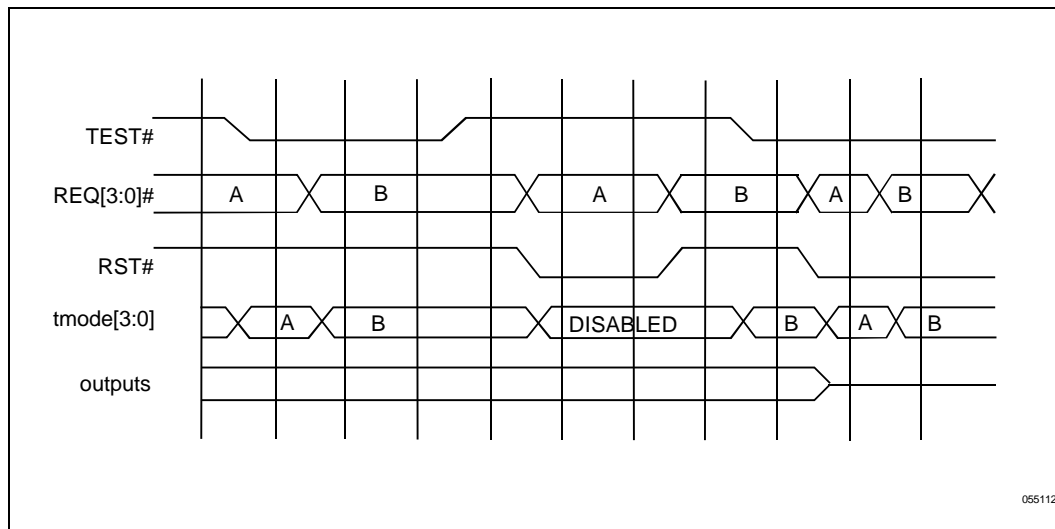 TEST#
REQ[3:0]# A B A B A B
RST#
tmode[3:0] A B DISABLED B A B
outputs
055112